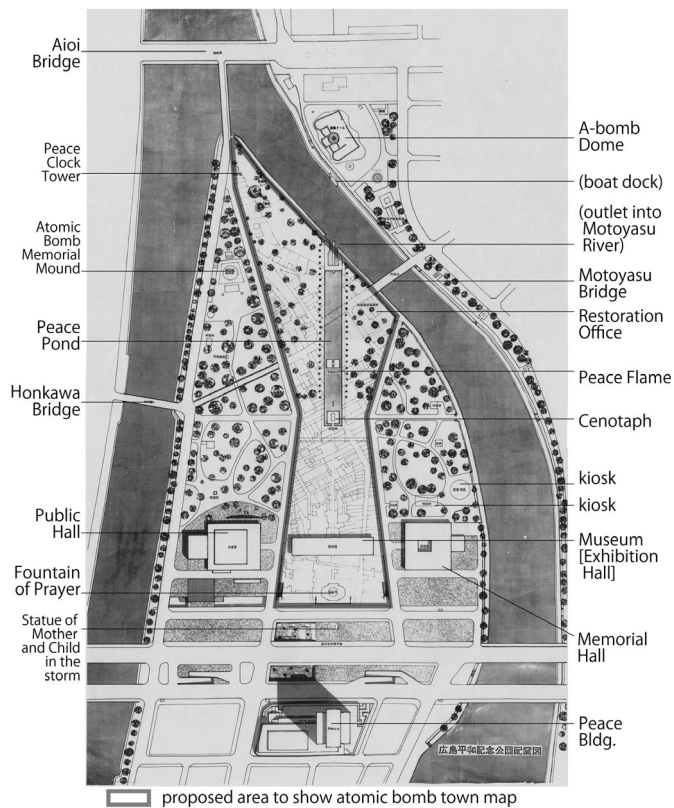 Aioi
Bridge
Peace
Clock
Tower
Atomic
Bomb
Memorial
Mound
Peace
Pond
Honkawa
Bridge
Public
Hall
Fountain
of Prayer
Statue of
Mother
and Child
in the
storm
A-bomb
Dome
(boat dock)
(outlet into
Motoyasu
River)
Motoyasu
Bridge
Restoration
Office
Peace Flame
Cenotaph
kiosk
kiosk
Museum
[Exhibition
Hall]
Memorial
Hall
Peace
Bldg.
広島平和記念公園配置図
proposed area to show atomic bomb town map